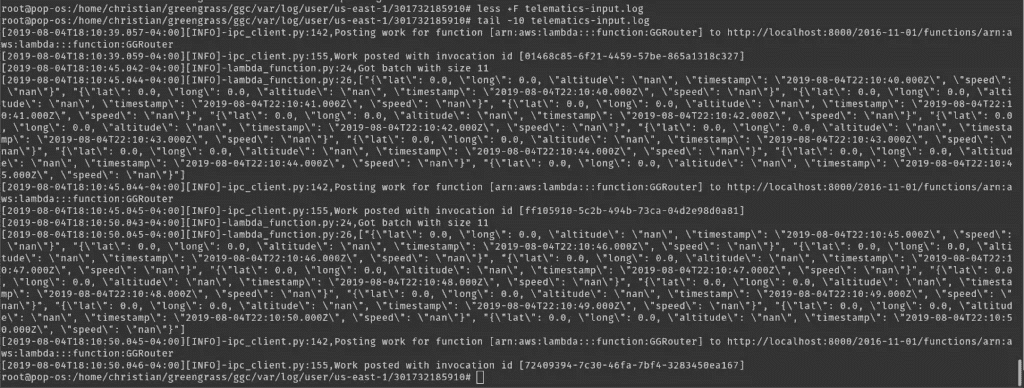 root@pop-os:/home/christian/greengrass/ggc/var/log/user/us-east-1/301732185910# less +F telematics-input.log
root@pop-os:/home/christian/greengrass/ggc/var/log/user/us-east-1/301732185910# tail -10 telematics-input.log
[2019-08-04T18:10:39.057-04:00][INFO]-ipc_client.py:142,Posting work for function [arn:aws:lambda:::function:GGRouter] to http://localhost:8000/2016-11-01/functions/arn:a
ws:lambda:::function:GGRouter
[2019-08-04T18:10:39.059-04:00][INFO]-ipc_client.py:155,Work posted with invocation id [01468c85-6f21-4459-57be-865a1318c327]
[2019-08-04T18:10:45.042-04:00][INFO]-lambda_function.py:24,Got batch with size 11
[2019-08-04T18:10:45.044-04:00][INFO]-lambda_function.py:26,["{\"lat\": 0.0, \"long\": 0.0, \"altitude\": \"nan\", \"timestamp\": \"2019-08-04T22:10:40.000Z\", \"speed\":
\"nan\"}", "{\"lat\": 0.0, \"long\": 0.0, \"altitude\": \"nan\", \"timestamp\": \"2019-08-04T22:10:40.000Z\", \"speed\": \"nan\"}", "{\"lat\": 0.0, \"long\": 0.0, \"alti
tude\": \"nan\", \"timestamp\": \"2019-08-04T22:10:41.000Z\", \"speed\": \"nan\"}", "{\"lat\": 0.0, \"long\": 0.0, \"altitude\": \"nan\", \"timestamp\": \"2019-08-04T22:1
0:41.000Z\", \"speed\": \"nan\"}", "{\"lat\": 0.0, \"long\": 0.0, \"altitude\": \"nan\", \"timestamp\": \"2019-08-04T22:10:42.000Z\", \"speed\": \"nan\"}", "{\"lat\": 0.0
, \"long\": 0.0, \"altitude\": \"nan\", \"timestamp\": \"2019-08-04T22:10:42.000Z\", \"speed\": \"nan\"}", "{\"lat\": 0.0, \"long\": 0.0, \"altitude\": \"nan\", \"timesta
mp\": \"2019-08-04T22:10:43.000Z\", \"speed\": \"nan\"}", "{\"lat\": 0.0, \"long\": 0.0, \"altitude\": \"nan\", \"timestamp\": \"2019-08-04T22:10:43.000Z\", \"speed\": \"
nan\"}", "{\"lat\": 0.0, \"long\": 0.0, \"altitude\": \"nan\", \"timestamp\": \"2019-08-04T22:10:44.000Z\", \"speed\": \"nan\"}", "{\"lat\": 0.0, \"long\": 0.0, \"altitud
e\": \"nan\", \"timestamp\": \"2019-08-04T22:10:44.000Z\", \"speed\": \"nan\"}", "{\"lat\": 0.0, \"long\": 0.0, \"altitude\": \"nan\", \"timestamp\": \"2019-08-04T22:10:4
5.000Z\", \"speed\": \"nan\"}"]
[2019-08-04T18:10:45.044-04:00][INFO]-ipc_client.py:142,Posting work for function [arn:aws:lambda:::function:GGRouter] to http://localhost:8000/2016-11-01/functions/arn:a
ws:lambda:::function:GGRouter
[2019-08-04T18:10:45.045-04:00][INFO]-ipc_client.py:155,Work posted with invocation id [ff105910-5c2b-494b-73ca-04d2e98d0a81]
[2019-08-04T18:10:50.043-04:00][INFO]-lambda_function.py:24,Got batch with size 11
[2019-08-04T18:10:50.045-04:00][INFO]-lambda_function.py:26,["{\"lat\": 0.0, \"long\": 0.0, \"altitude\": \"nan\", \"timestamp\": \"2019-08-04T22:10:45.000Z\", \"speed\":
\"nan\"}", "{\"lat\": 0.0, \"long\": 0.0, \"altitude\": \"nan\", \"timestamp\": \"2019-08-04T22:10:46.000Z\", \"speed\": \"nan\"}", "{\"lat\": 0.0, \"long\": 0.0, \"alti
tude\": \"nan\", \"timestamp\": \"2019-08-04T22:10:46.000Z\", \"speed\": \"nan\"}", "{\"lat\": 0.0, \"long\": 0.0, \"altitude\": \"nan\", \"timestamp\": \"2019-08-04T22:1
0:47.000Z\", \"speed\": \"nan\"}", "{\"lat\": 0.0, \"long\": 0.0, \"altitude\": \"nan\", \"timestamp\": \"2019-08-04T22:10:47.000Z\", \"speed\": \"nan\"}", "{\"lat\": 0.0
, \"long\": 0.0, \"altitude\": \"nan\", \"timestamp\": \"2019-08-04T22:10:48.000Z\", \"speed\": \"nan\"}", "{\"lat\": 0.0, \"long\": 0.0, \"altitude\": \"nan\", \"timesta
mp\": \"2019-08-04T22:10:48.000Z\", \"speed\": \"nan\"}", "{\"lat\": 0.0, \"long\": 0.0, \"altitude\": \"nan\", \"timestamp\": \"2019-08-04T22:10:49.000Z\", \"speed\": \"
nan\"}", "{\"lat\": 0.0, \"long\": 0.0, \"altitude\": \"nan\", \"timestamp\": \"2019-08-04T22:10:49.000Z\", \"speed\": \"nan\"}", "{\"lat\": 0.0, \"long\": 0.0, \"altitud
e\": \"nan\", \"timestamp\": \"2019-08-04T22:10:50.000Z\", \"speed\": \"nan\"}", "{\"lat\": 0.0, \"long\": 0.0, \"altitude\": \"nan\", \"timestamp\": \"2019-08-04T22:10:5
0.000Z\", \"speed\": \"nan\"}"]
[2019-08-04T18:10:50.045-04:00][INFO]-ipc_client.py:142,Posting work for function [arn:aws:lambda:::function:GGRouter] to http://localhost:8000/2016-11-01/functions/arn:a
ws:lambda:::function:GGRouter
[2019-08-04T18:10:50.046-04:00][INFO]-ipc_client.py:155,Work posted with invocation id [72409394-7c30-46fa-7bf4-3283450ea167]
root@pop-os:/home/christian/greengrass/ggc/var/log/user/us-east-1/301732185910#